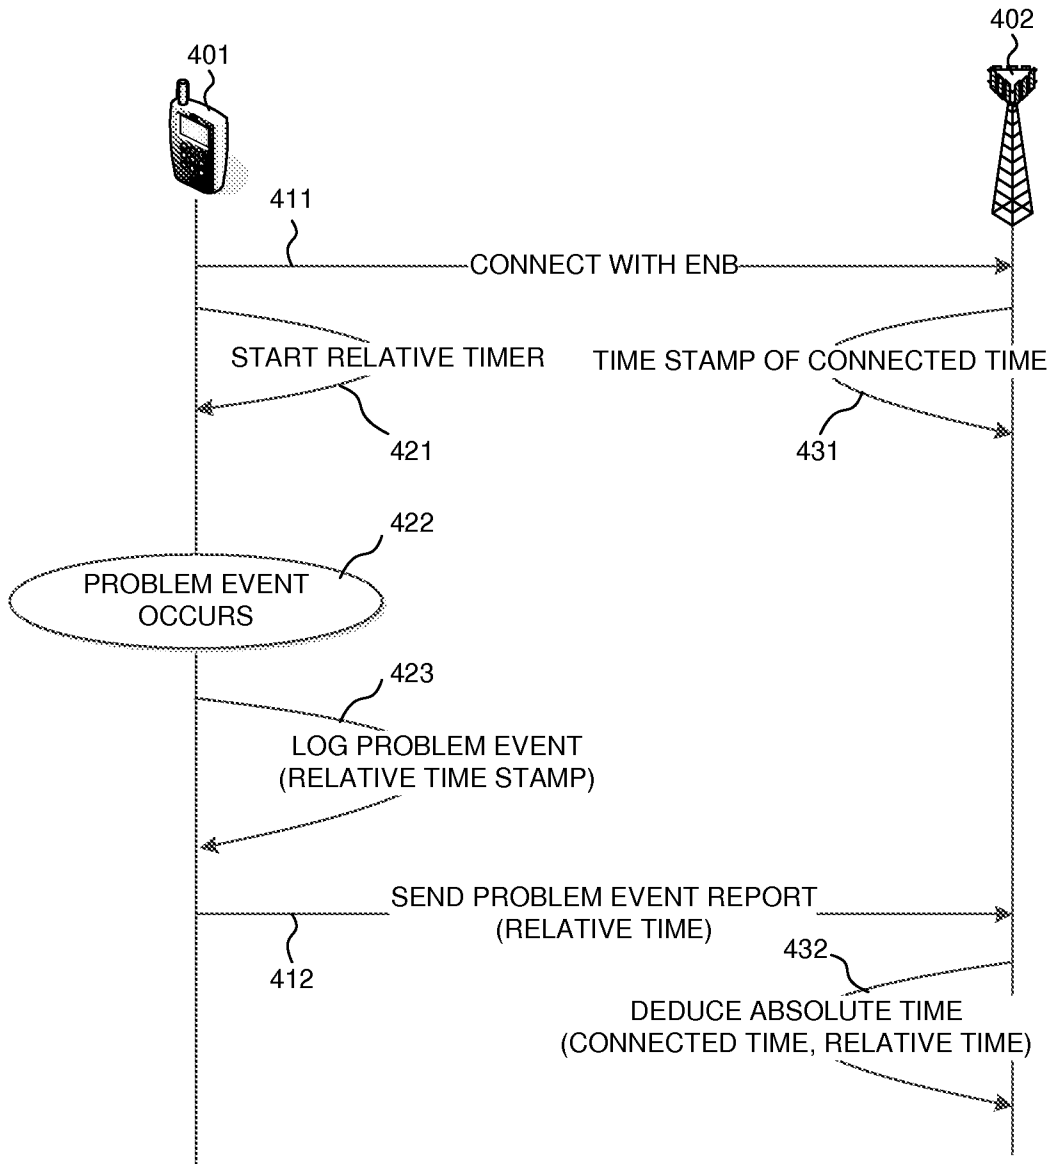 402
401
411
CONNECT WITH ENB
START RELATIVE TIMER
TIME STAMP OF CONNECTED TIME
421
431
422
PROBLEM EVENT
OCCURS
423
LOG PROBLEM EVENT
(RELATIVE TIME STAMP)
SEND PROBLEM EVENT REPORT
(RELATIVE TIME)
412
432
DEDUCE ABSOLUTE TIME
(CONNECTED TIME, RELATIVE TIME)